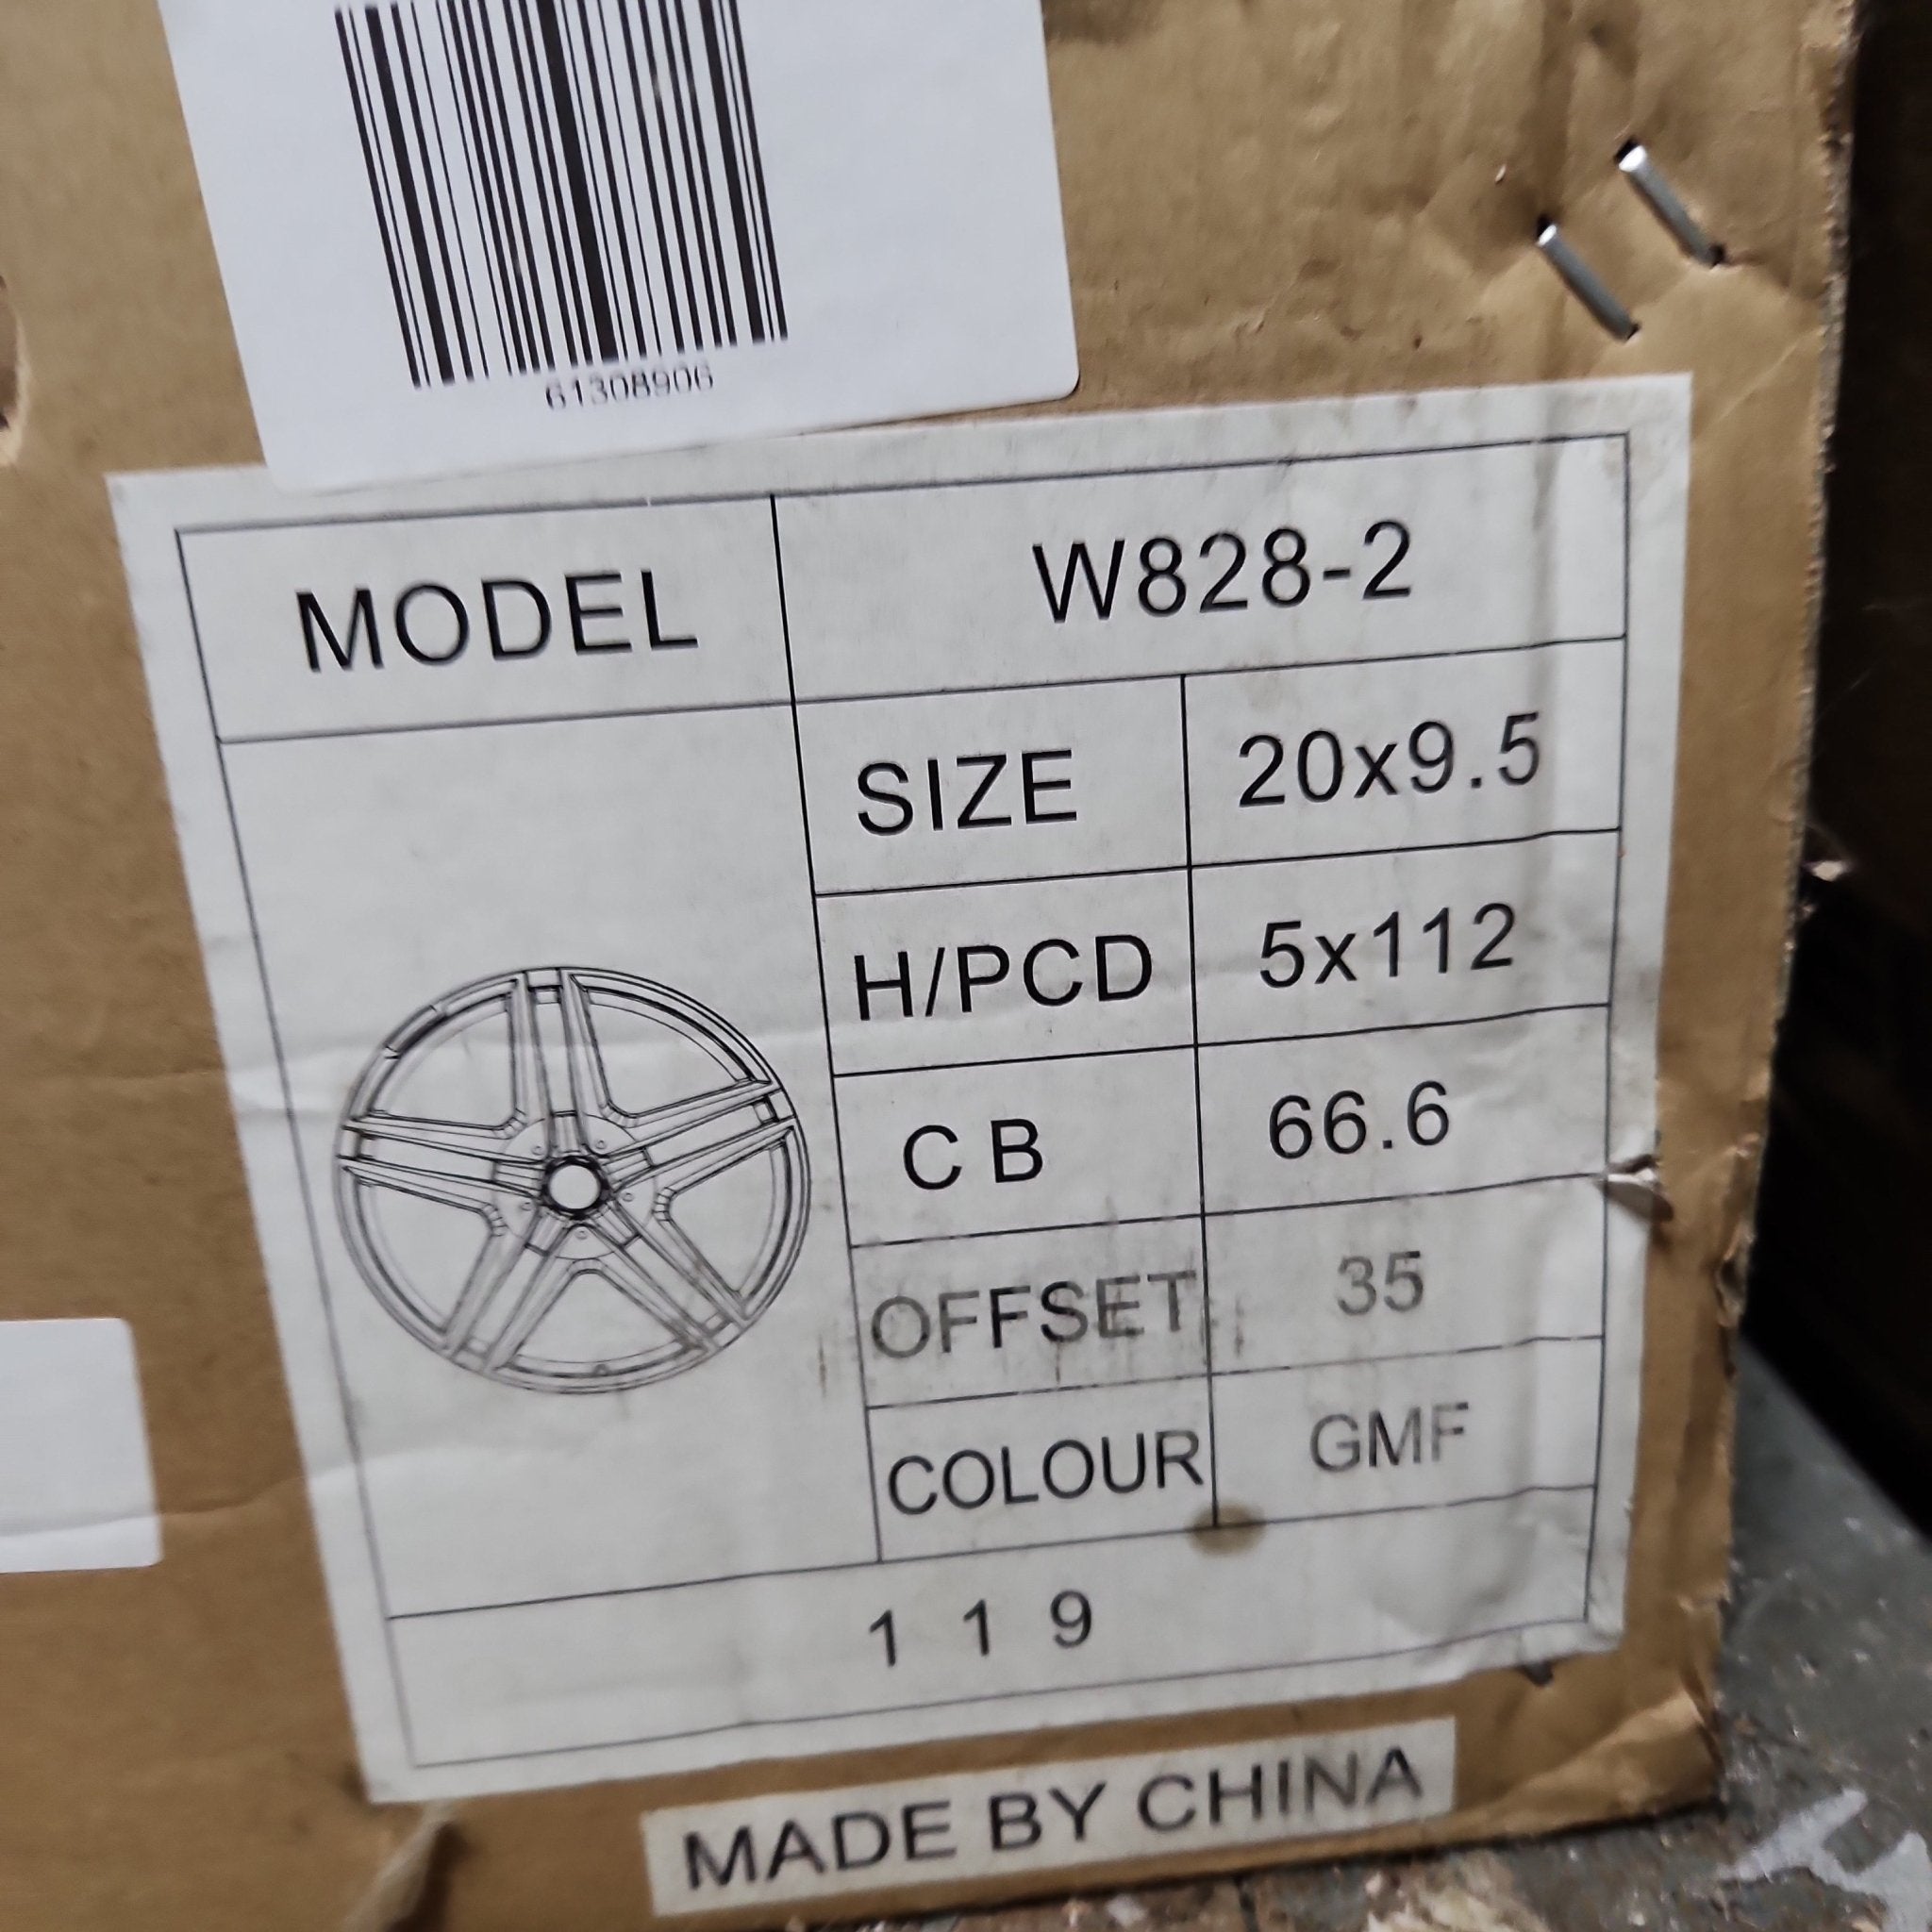 61308906
MODEL W828-2
SIZE 20x9.5
H/PCD 5x112
CB 66.6
OFFSET 35
COLOUR GMF
1 1 9
MADE BY CHINA